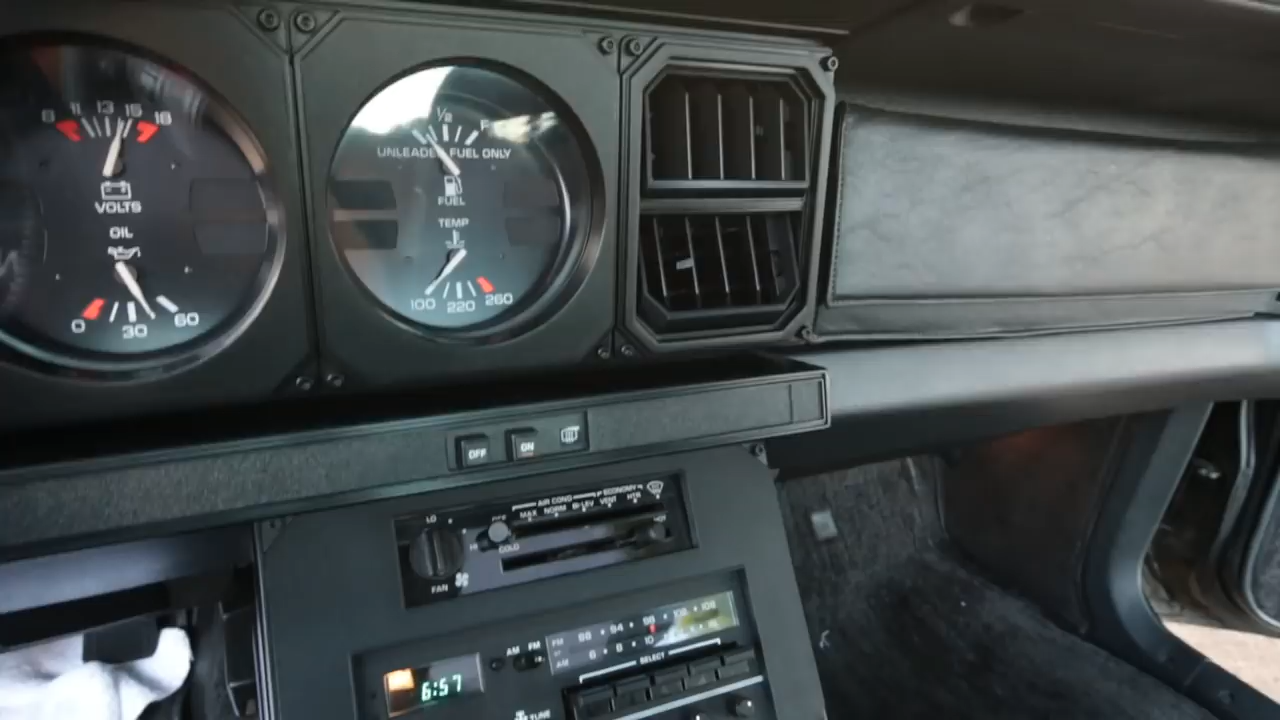 8 11 13 15 18
VOLTS
OIL
0 30 60
½ F
UNLEADED FUEL ONLY
FUEL
TEMP
100 220 260
OFF
ON
AIR COND ECONOMY
OFF MAX NORM BI-LEV VENT HTR
LO
HI
COLD HOT
FAN
AM FM
FM 88 94 98 102 108
AM 6 8 10
SELECT
6:57